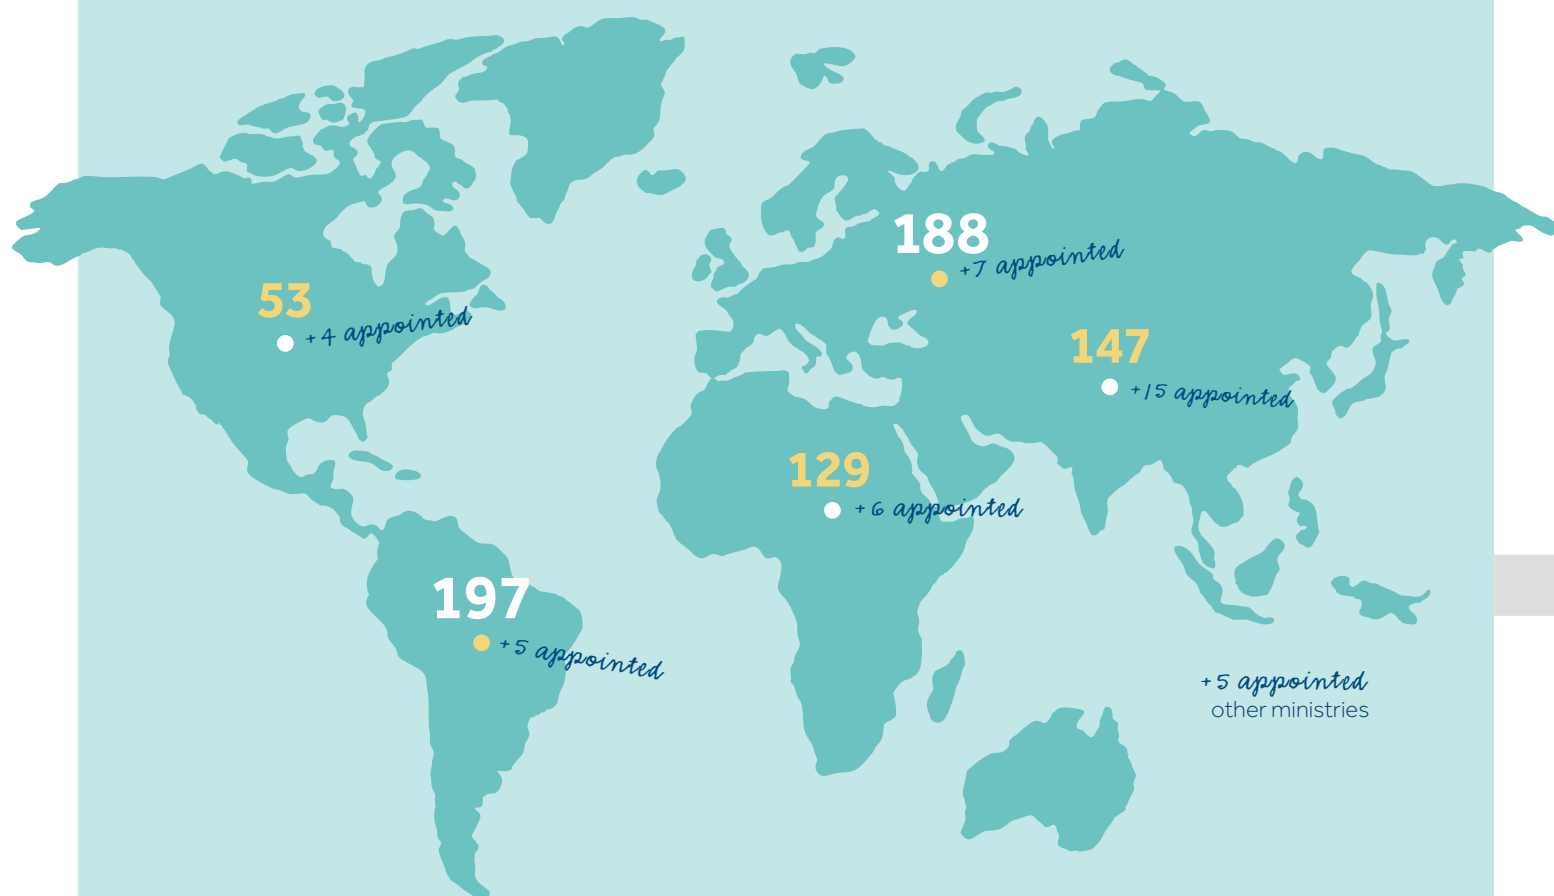 188
+7 appointed
53
+4 appointed
147
+15 appointed
129
+6 appointed
197
+5 appointed
+5 appointed
other ministries